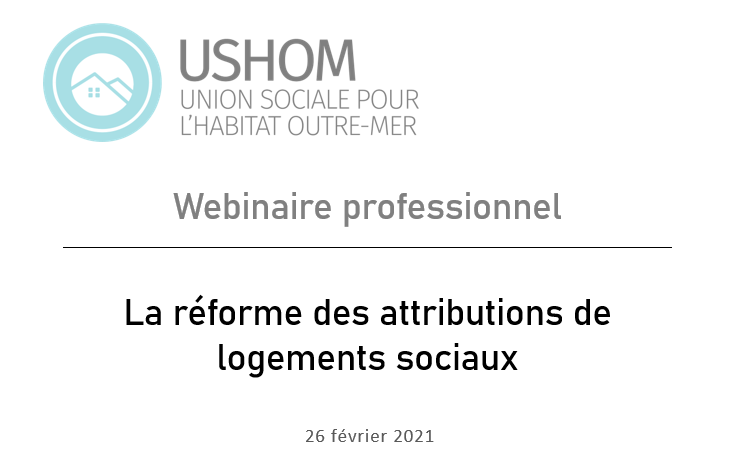 USHOM
UNION SOCIALE POUR
L'HABITAT OUTRE-MER
Webinaire professionnel
La réforme des attributions de
logements sociaux
26 février 2021